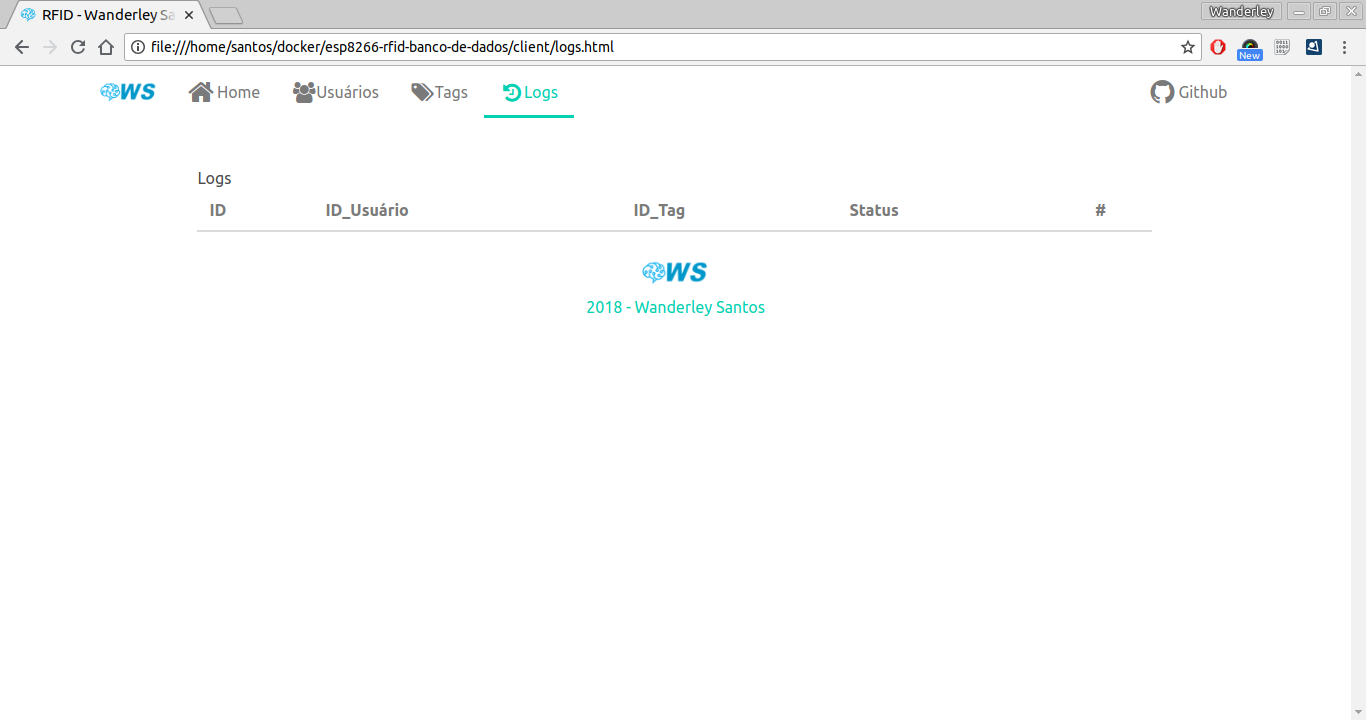 RFID - Wanderley Sa
Wanderley
file:///home/santos/docker/esp8266-rfid-banco-de-dados/client/logs.html
New
WS Home Usuários Tags Logs Github
Logs
ID ID_Usuário ID_Tag Status #
WS
2018 - Wanderley Santos